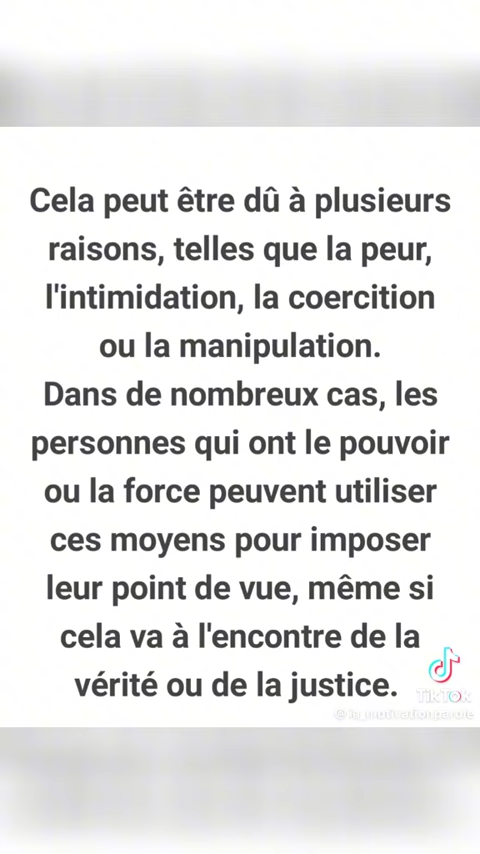 Cela peut être dû à plusieurs
raisons, telles que la peur,
l'intimidation, la coercition
ou la manipulation.
Dans de nombreux cas, les
personnes qui ont le pouvoir
ou la force peuvent utiliser
ces moyens pour imposer
leur point de vue, même si
cela va à l'encontre de la
vérité ou de la justice.
TikTok